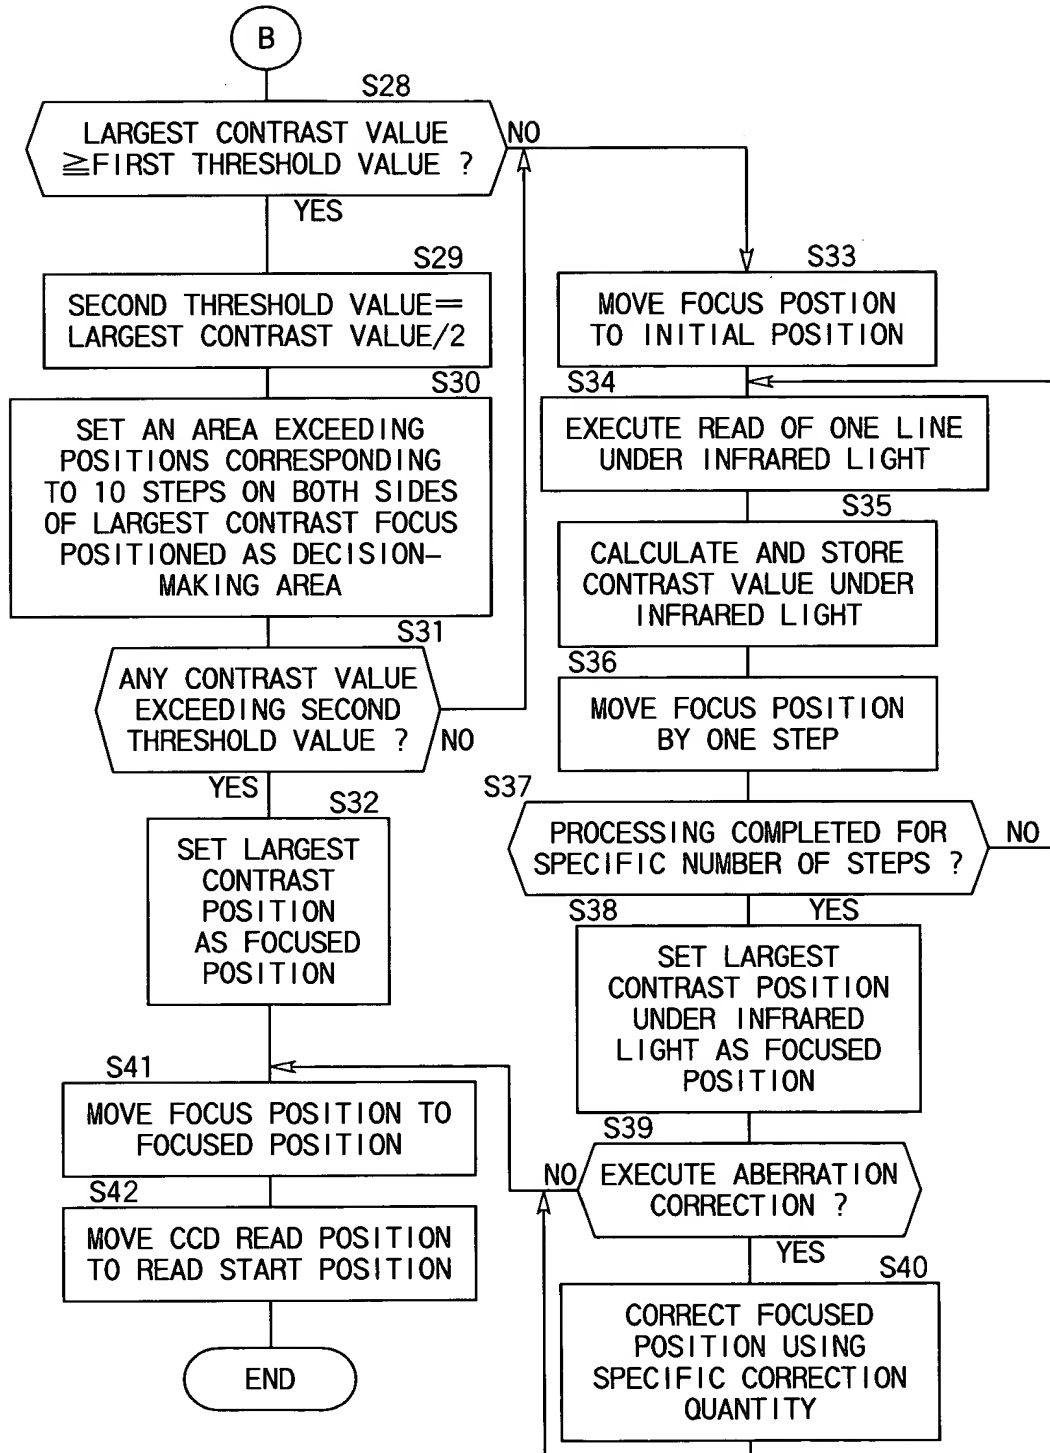 B
S28
LARGEST CONTRAST VALUE
≧FIRST THRESHOLD VALUE ?
NO
YES
S29
SECOND THRESHOLD VALUE=
LARGEST CONTRAST VALUE/2
S30
SET AN AREA EXCEEDING
POSITIONS CORRESPONDING
TO 10 STEPS ON BOTH SIDES
OF LARGEST CONTRAST FOCUS
POSITIONED AS DECISION-
MAKING AREA
S31
ANY CONTRAST VALUE
EXCEEDING SECOND
THRESHOLD VALUE ?
NO
YES
S32
SET LARGEST
CONTRAST
POSITION
AS FOCUSED
POSITION
S33
MOVE FOCUS POSTION
TO INITIAL POSITION
S34
EXECUTE READ OF ONE LINE
UNDER INFRARED LIGHT
S35
CALCULATE AND STORE
CONTRAST VALUE UNDER
INFRARED LIGHT
S36
MOVE FOCUS POSITION
BY ONE STEP
S37
PROCESSING COMPLETED FOR
SPECIFIC NUMBER OF STEPS ?
NO
YES
S38
SET LARGEST
CONTRAST POSITION
UNDER INFRARED
LIGHT AS FOCUSED
POSITION
S39
EXECUTE ABERRATION
CORRECTION ?
NO
YES
S40
CORRECT FOCUSED
POSITION USING
SPECIFIC CORRECTION
QUANTITY
S41
MOVE FOCUS POSITION TO
FOCUSED POSITION
S42
MOVE CCD READ POSITION
TO READ START POSITION
END